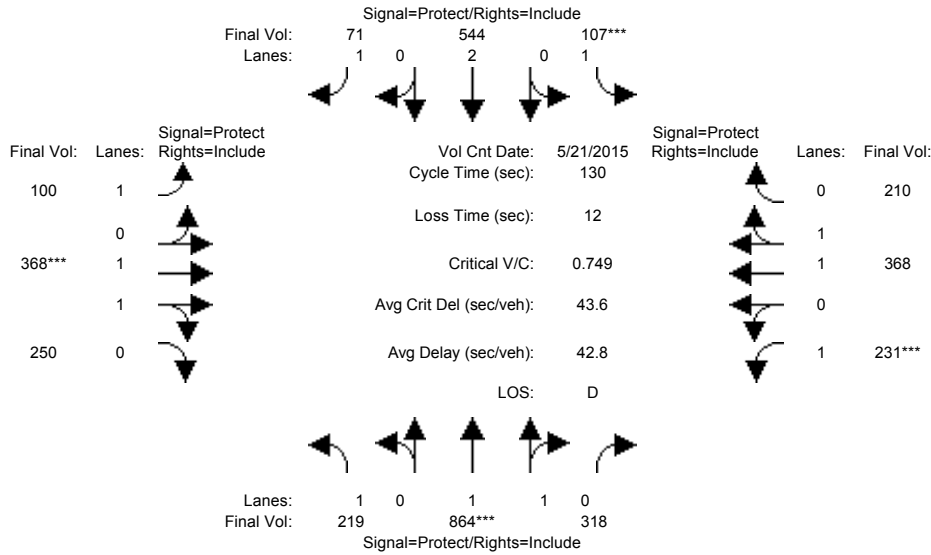 Signal=Protect/Rights=Include
Final Vol: 71 544 107***
Lanes: 1 0 2 0 1
Signal=Protect
Final Vol: Lanes: Rights=Include
Vol Cnt Date: 5/21/2015
Signal=Protect
Rights=Include Lanes: Final Vol:
Cycle Time (sec): 130
100 1
0 210
Loss Time (sec): 12
0
1
368*** 1
Critical V/C: 0.749
1 368
1
Avg Crit Del (sec/veh): 43.6
0
250 0
Avg Delay (sec/veh): 42.8
1 231***
LOS: D
Lanes: 1 0 1 1 0
Final Vol: 219 864*** 318
Signal=Protect/Rights=Include